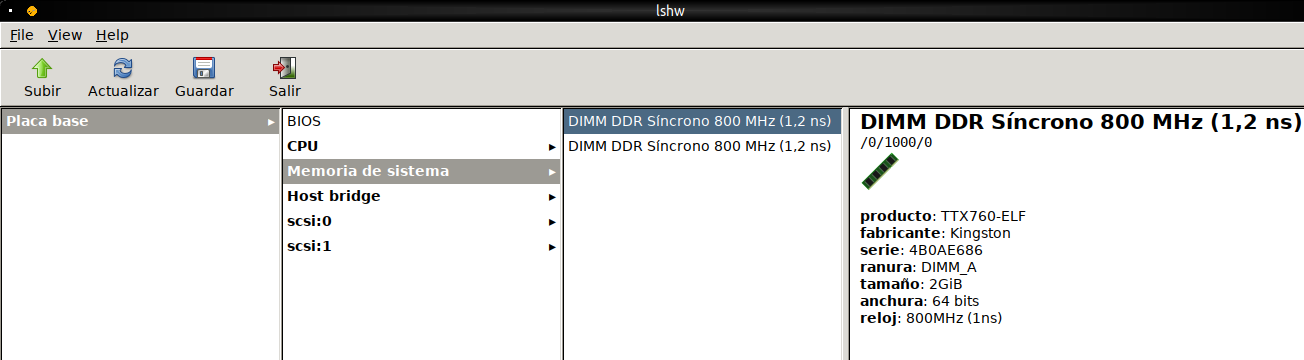 lshw
File View Help
Subir Actualizar Guardar Salir
Placa base
BIOS
CPU
Memoria de sistema
Host bridge
scsi:0
scsi:1
DIMM DDR Síncrono 800 MHz (1,2 ns)
DIMM DDR Síncrono 800 MHz (1,2 ns)
DIMM DDR Síncrono 800 MHz (1,2 ns)
/0/1000/0
producto: TTX760-ELF
fabricante: Kingston
serie: 4B0AE686
ranura: DIMM_A
tamaño: 2GiB
anchura: 64 bits
reloj: 800MHz (1ns)